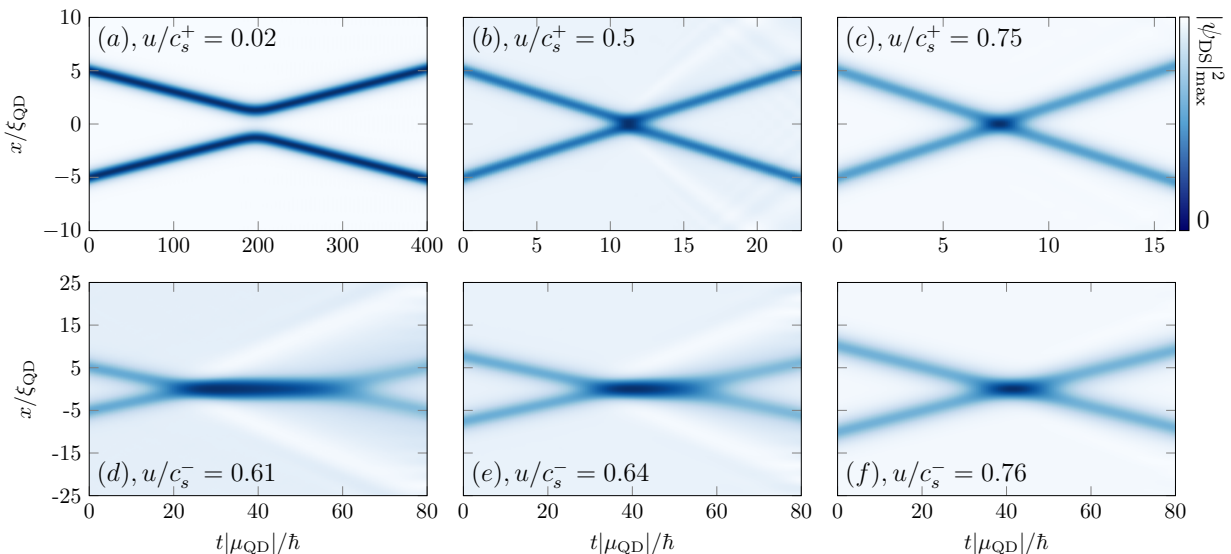 (a), u/c_s^+ = 0.02
(b), u/c_s^+ = 0.5
(c), u/c_s^+ = 0.75
10
5
0
−5
−10
x/ξ_QD
0 100 200 300 400
0 5 10 15 20
0 5 10 15
|ψ_DS|²_max
0
(d), u/c_s^- = 0.61
(e), u/c_s^- = 0.64
(f), u/c_s^- = 0.76
25
15
5
-5
-15
-25
x/ξ_QD
0 20 40 60 80
0 20 40 60 80
0 20 40 60 80
t|μ_QD|/ħ
t|μ_QD|/ħ
t|μ_QD|/ħ